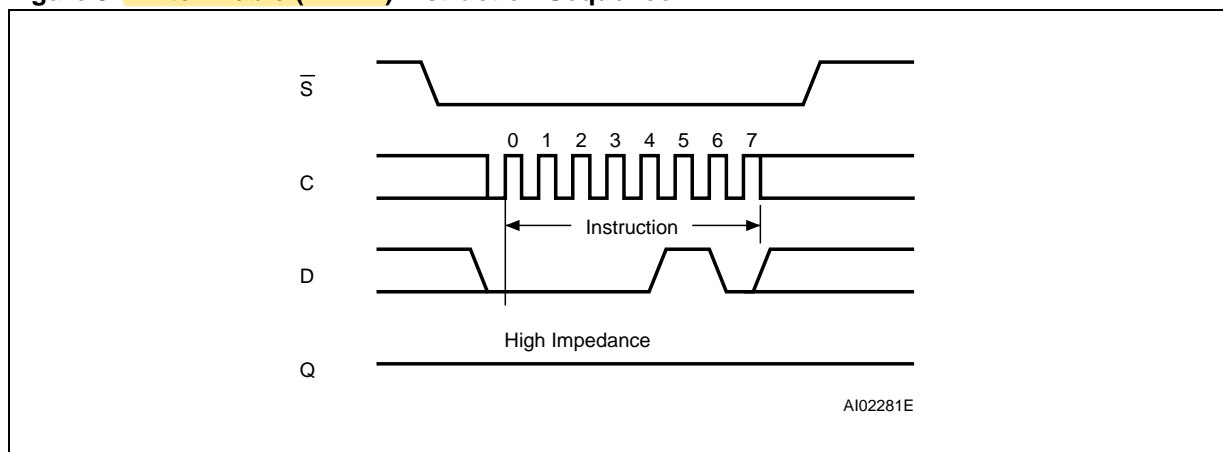 S̅
0 1 2 3 4 5 6 7
C
Instruction
D
High Impedance
Q
AI02281E